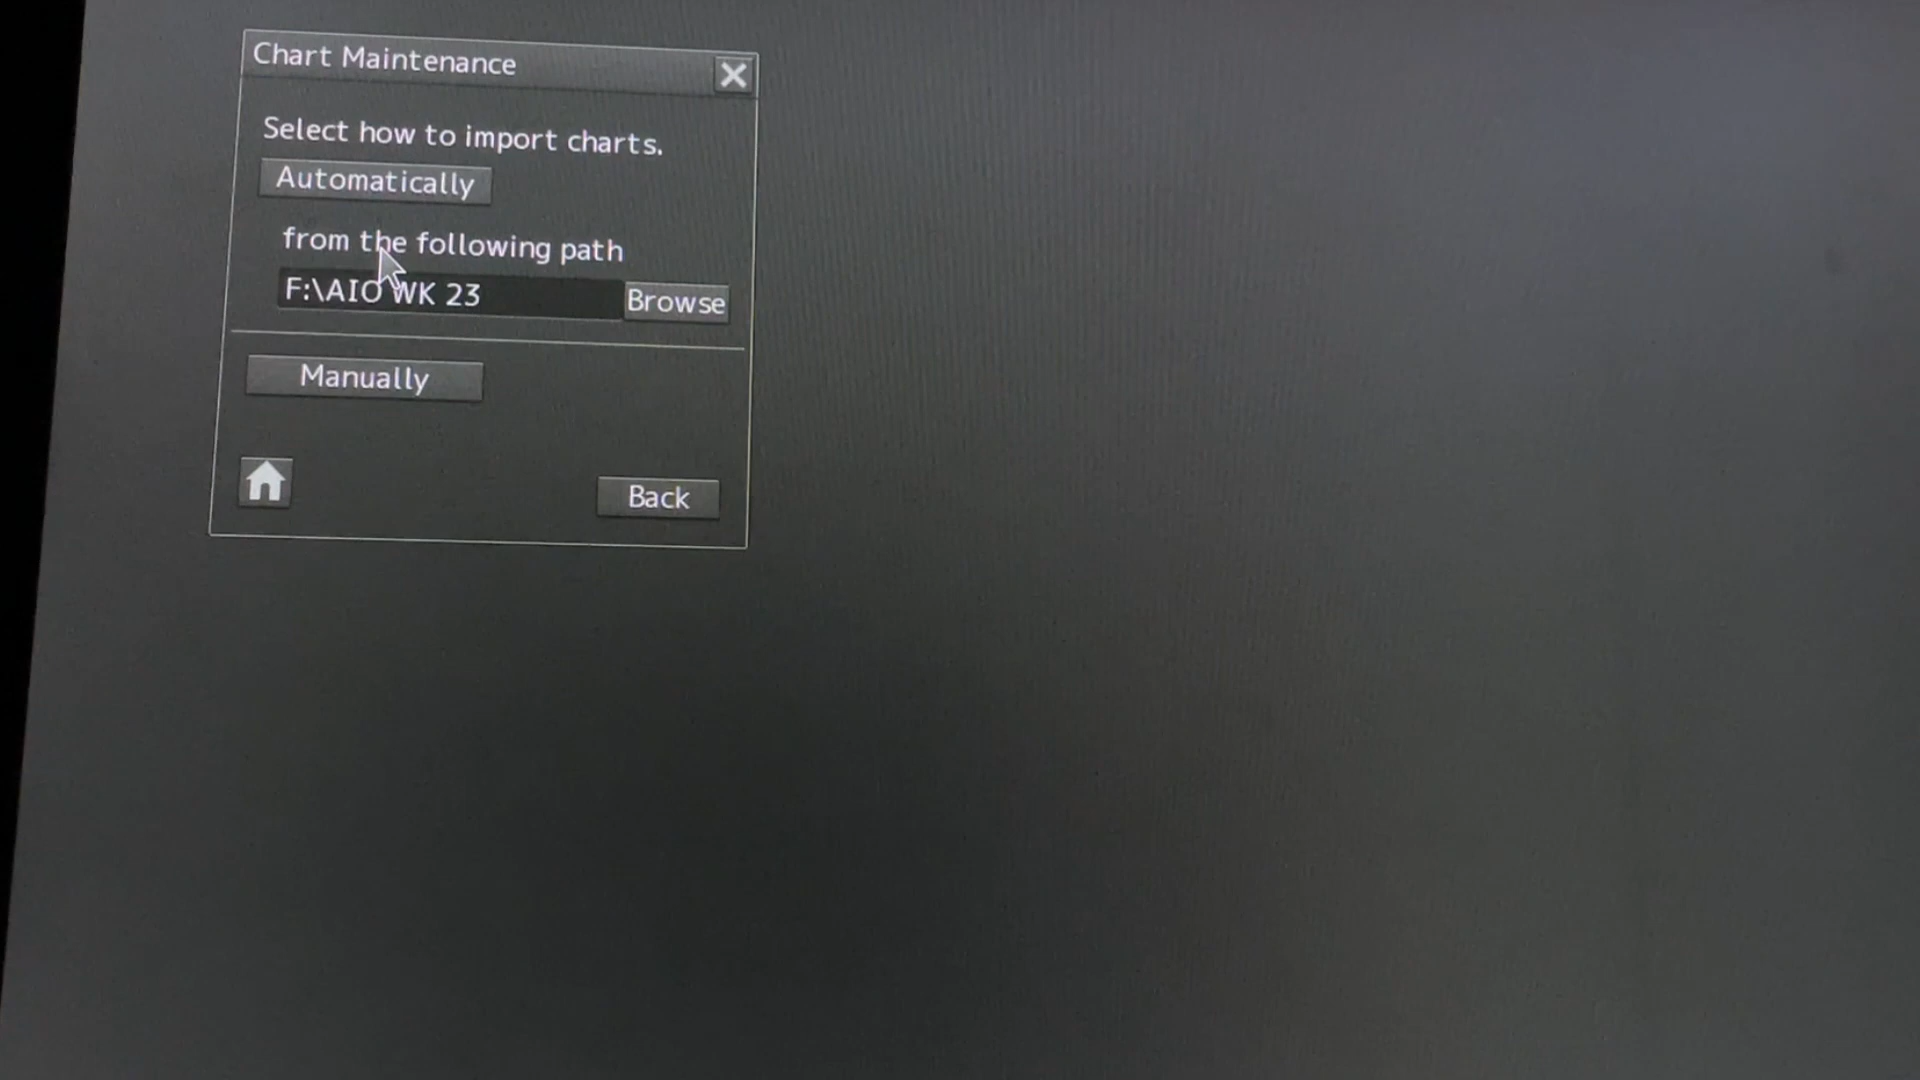 Chart Maintenance
Select how to import charts.
Automatically
from the following path
F:\AIO WK 23
Browse
Manually
Back